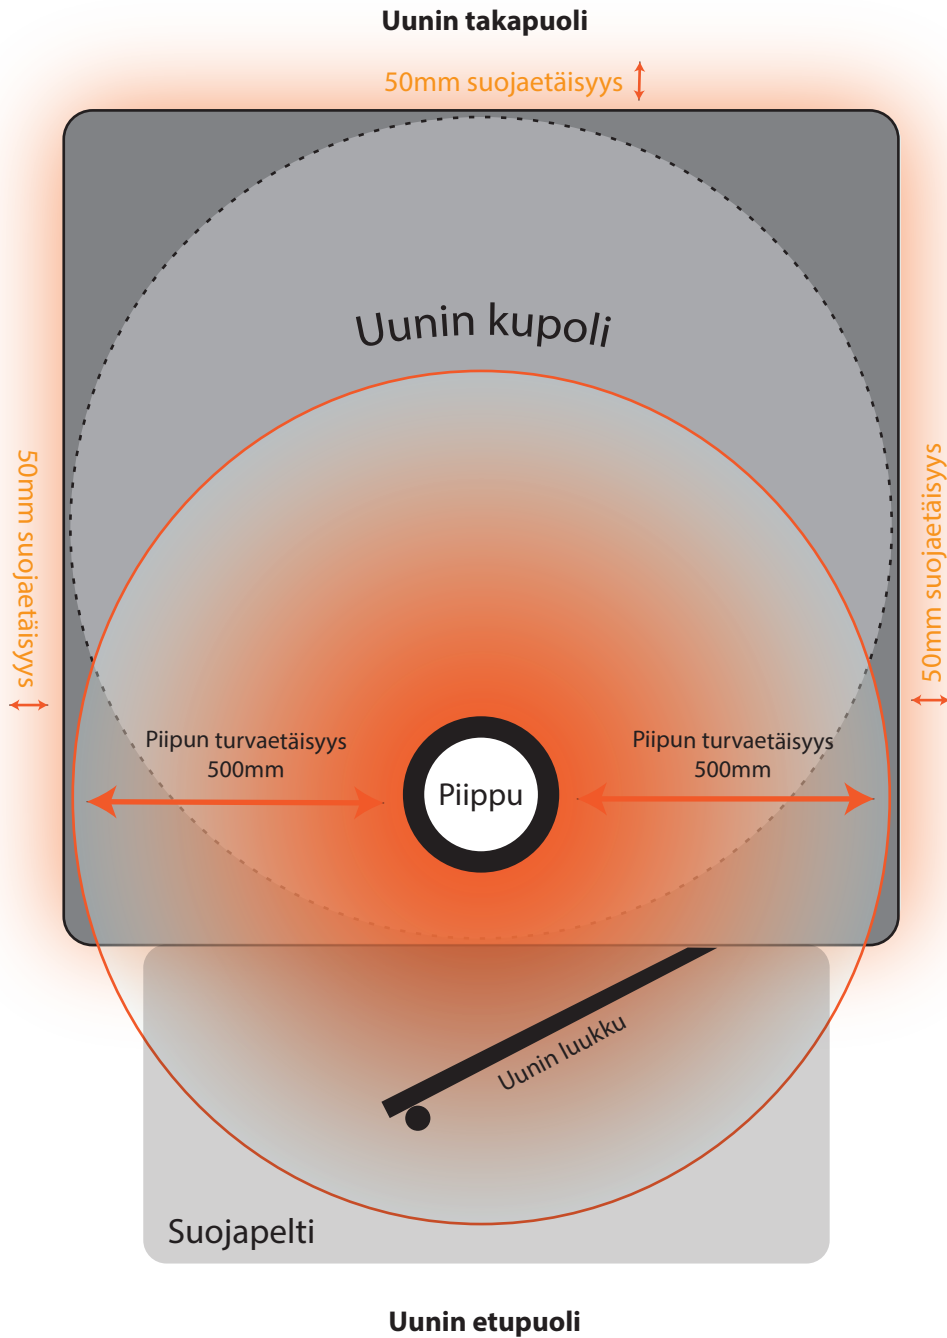 Uunin takapuoli
50mm suojaetäisyys
Uunin kupoli
50mm suojaetäisyys
50mm suojaetäisyys
Piipun turvaetäisyys
500mm
Piippu
Piipun turvaetäisyys
500mm
Uunin luukku
Suojapelti
Uunin etupuoli